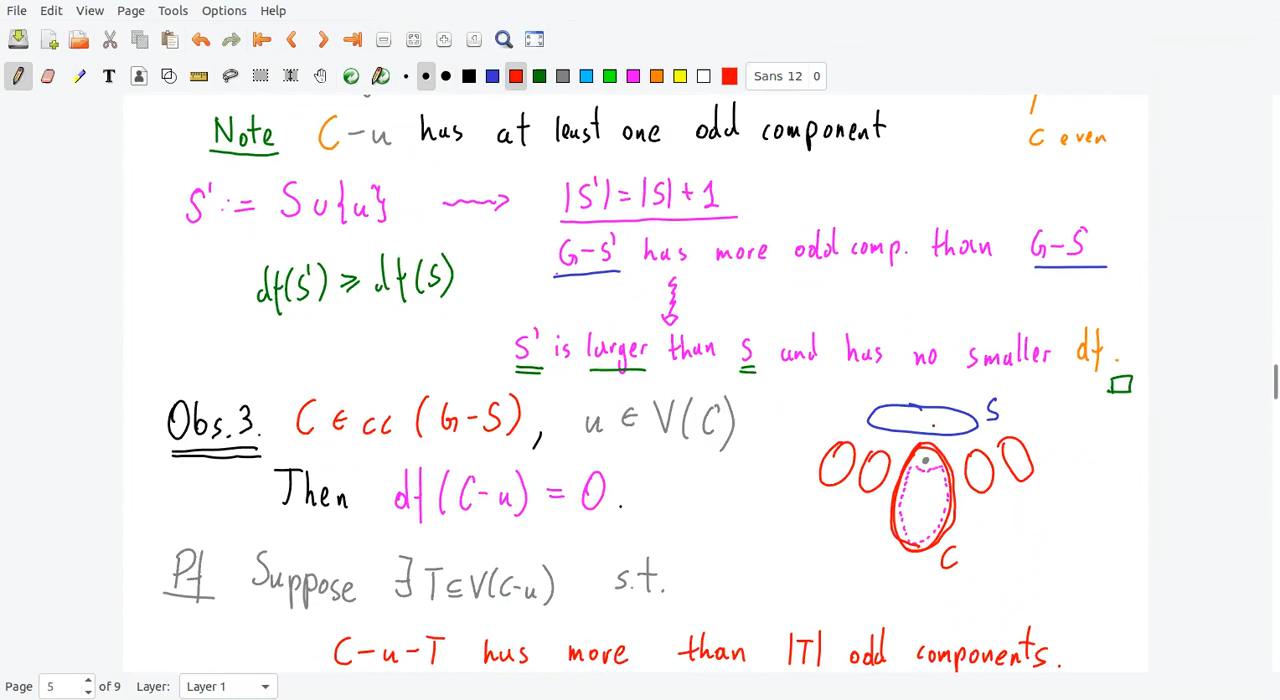 File Edit View Page Tools Options Help
Sans 12 0
Note C-u has at least one odd component
C even
S' := S ∪ {u} ⟿ |S'| = |S| + 1
G-S' has more odd comp. than G-S
df(S') ≥ df(S)
S' is larger than S and has no smaller df.
Obs.3. C ∈ cc (G-S), u ∈ V(C)
S
Then df(C-u) = 0.
C
Pf Suppose ∃T⊆V(C-u) s.t.
C-u-T has more than |T| odd components.
Page 5 of 9 Layer: Layer 1